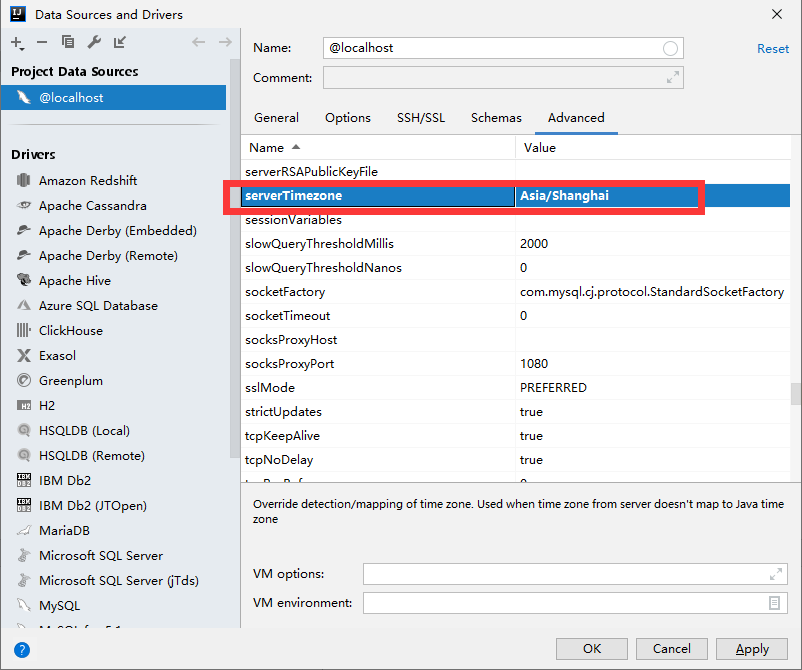 Data Sources and Drivers
Project Data Sources
@localhost
Drivers
Amazon Redshift
Apache Cassandra
Apache Derby (Embedded)
Apache Derby (Remote)
Apache Hive
Azure SQL Database
ClickHouse
Exasol
Greenplum
H2
HSQLDB (Local)
HSQLDB (Remote)
IBM Db2
IBM Db2 (JTOpen)
MariaDB
Microsoft SQL Server
Microsoft SQL Server (jTds)
MySQL
Name: @localhost
Reset
Comment:
General Options SSH/SSL Schemas Advanced
Name Value
serverRSAPublicKeyFile
serverTimezone Asia/Shanghai
sessionVariables
slowQueryThresholdMillis 2000
slowQueryThresholdNanos 0
socketFactory com.mysql.cj.protocol.StandardSocketFactory
socketTimeout 0
socksProxyHost
socksProxyPort 1080
sslMode PREFERRED
strictUpdates true
tcpKeepAlive true
tcpNoDelay true
Override detection/mapping of time zone. Used when time zone from server doesn't map to Java time
zone
VM options:
VM environment:
OK Cancel Apply